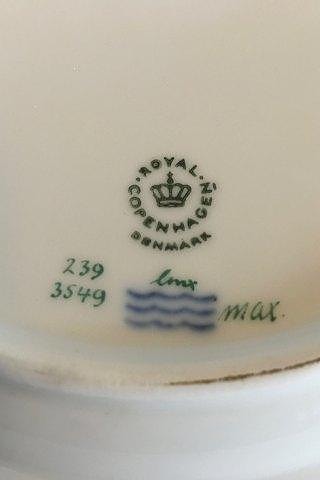 ROYAL
COPENHAGEN
DENMARK
239
3549
max.